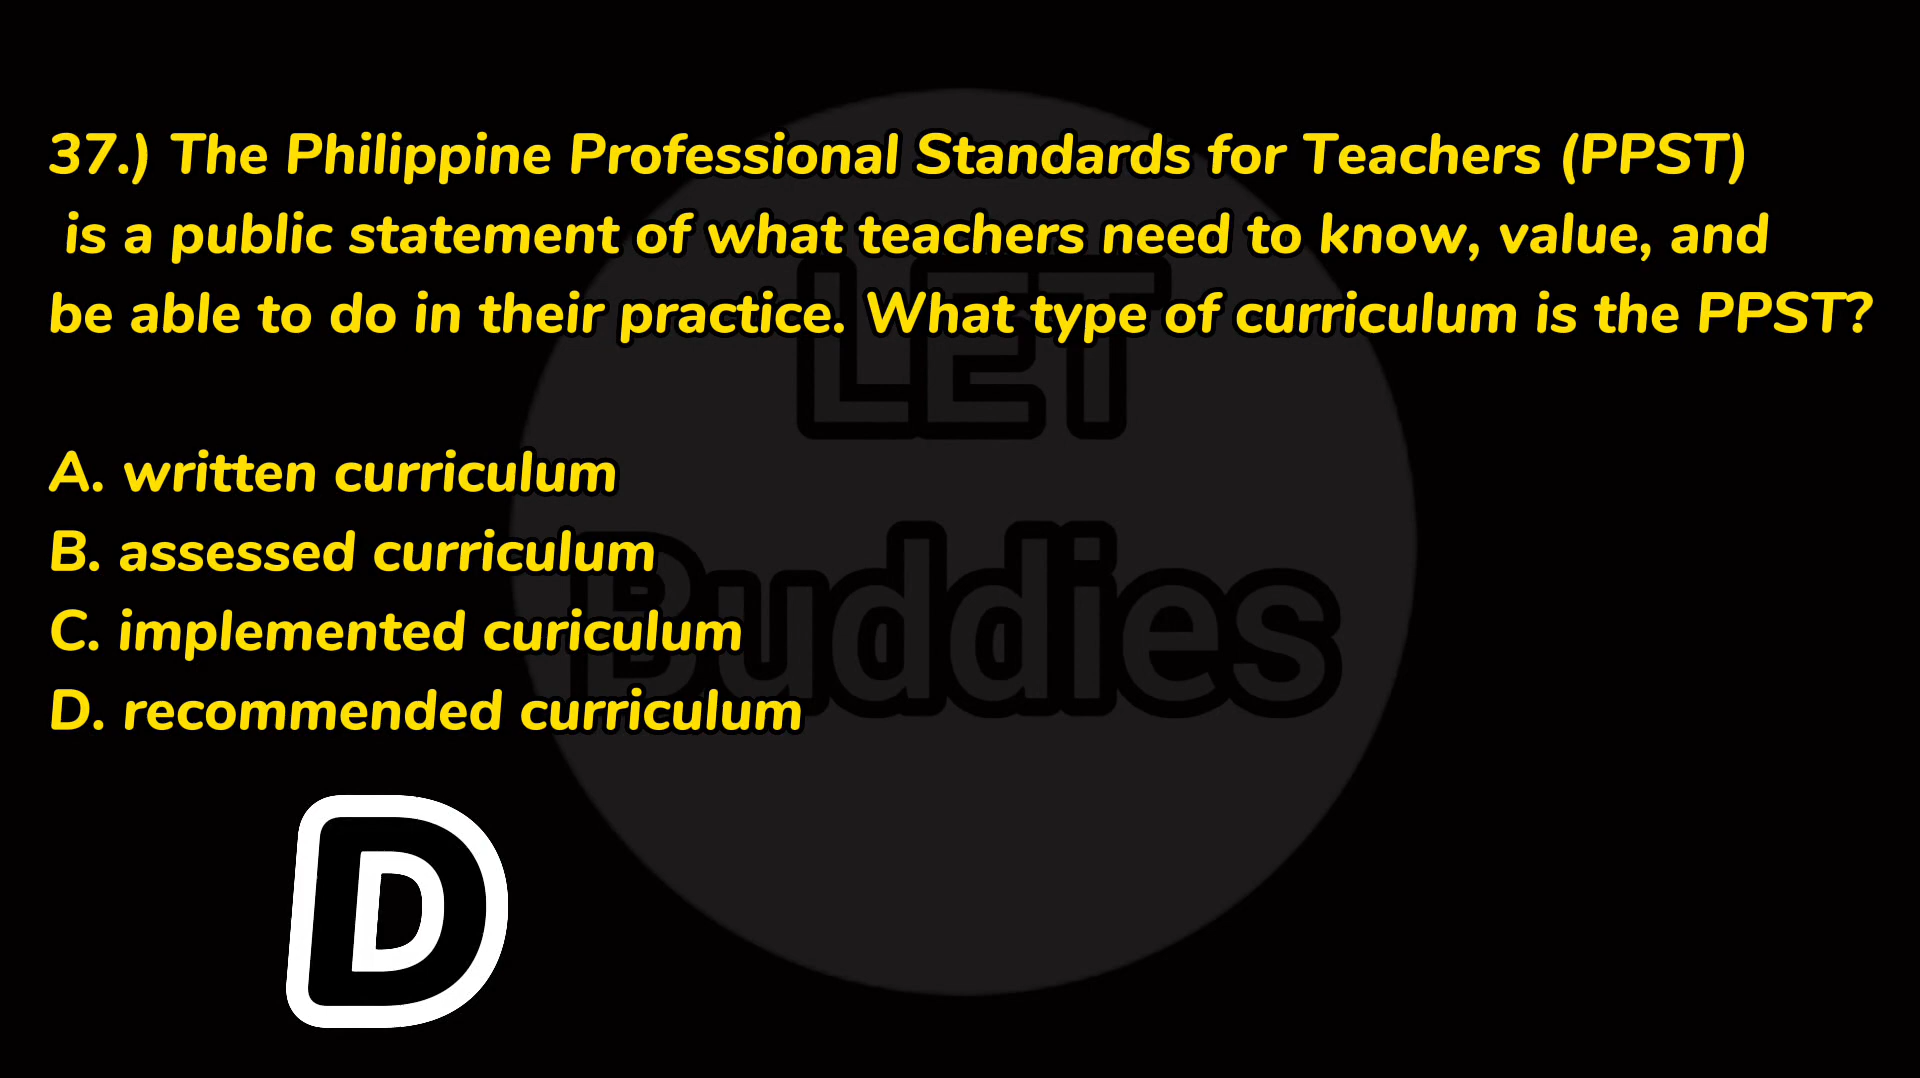 37.) The Philippine Professional Standards for Teachers (PPST)
is a public statement of what teachers need to know, value, and
be able to do in their practice. What type of curriculum is the PPST?
A. written curriculum
B. assessed curriculum
C. implemented curiculum
D. recommended curriculum
LET
Buddies
D